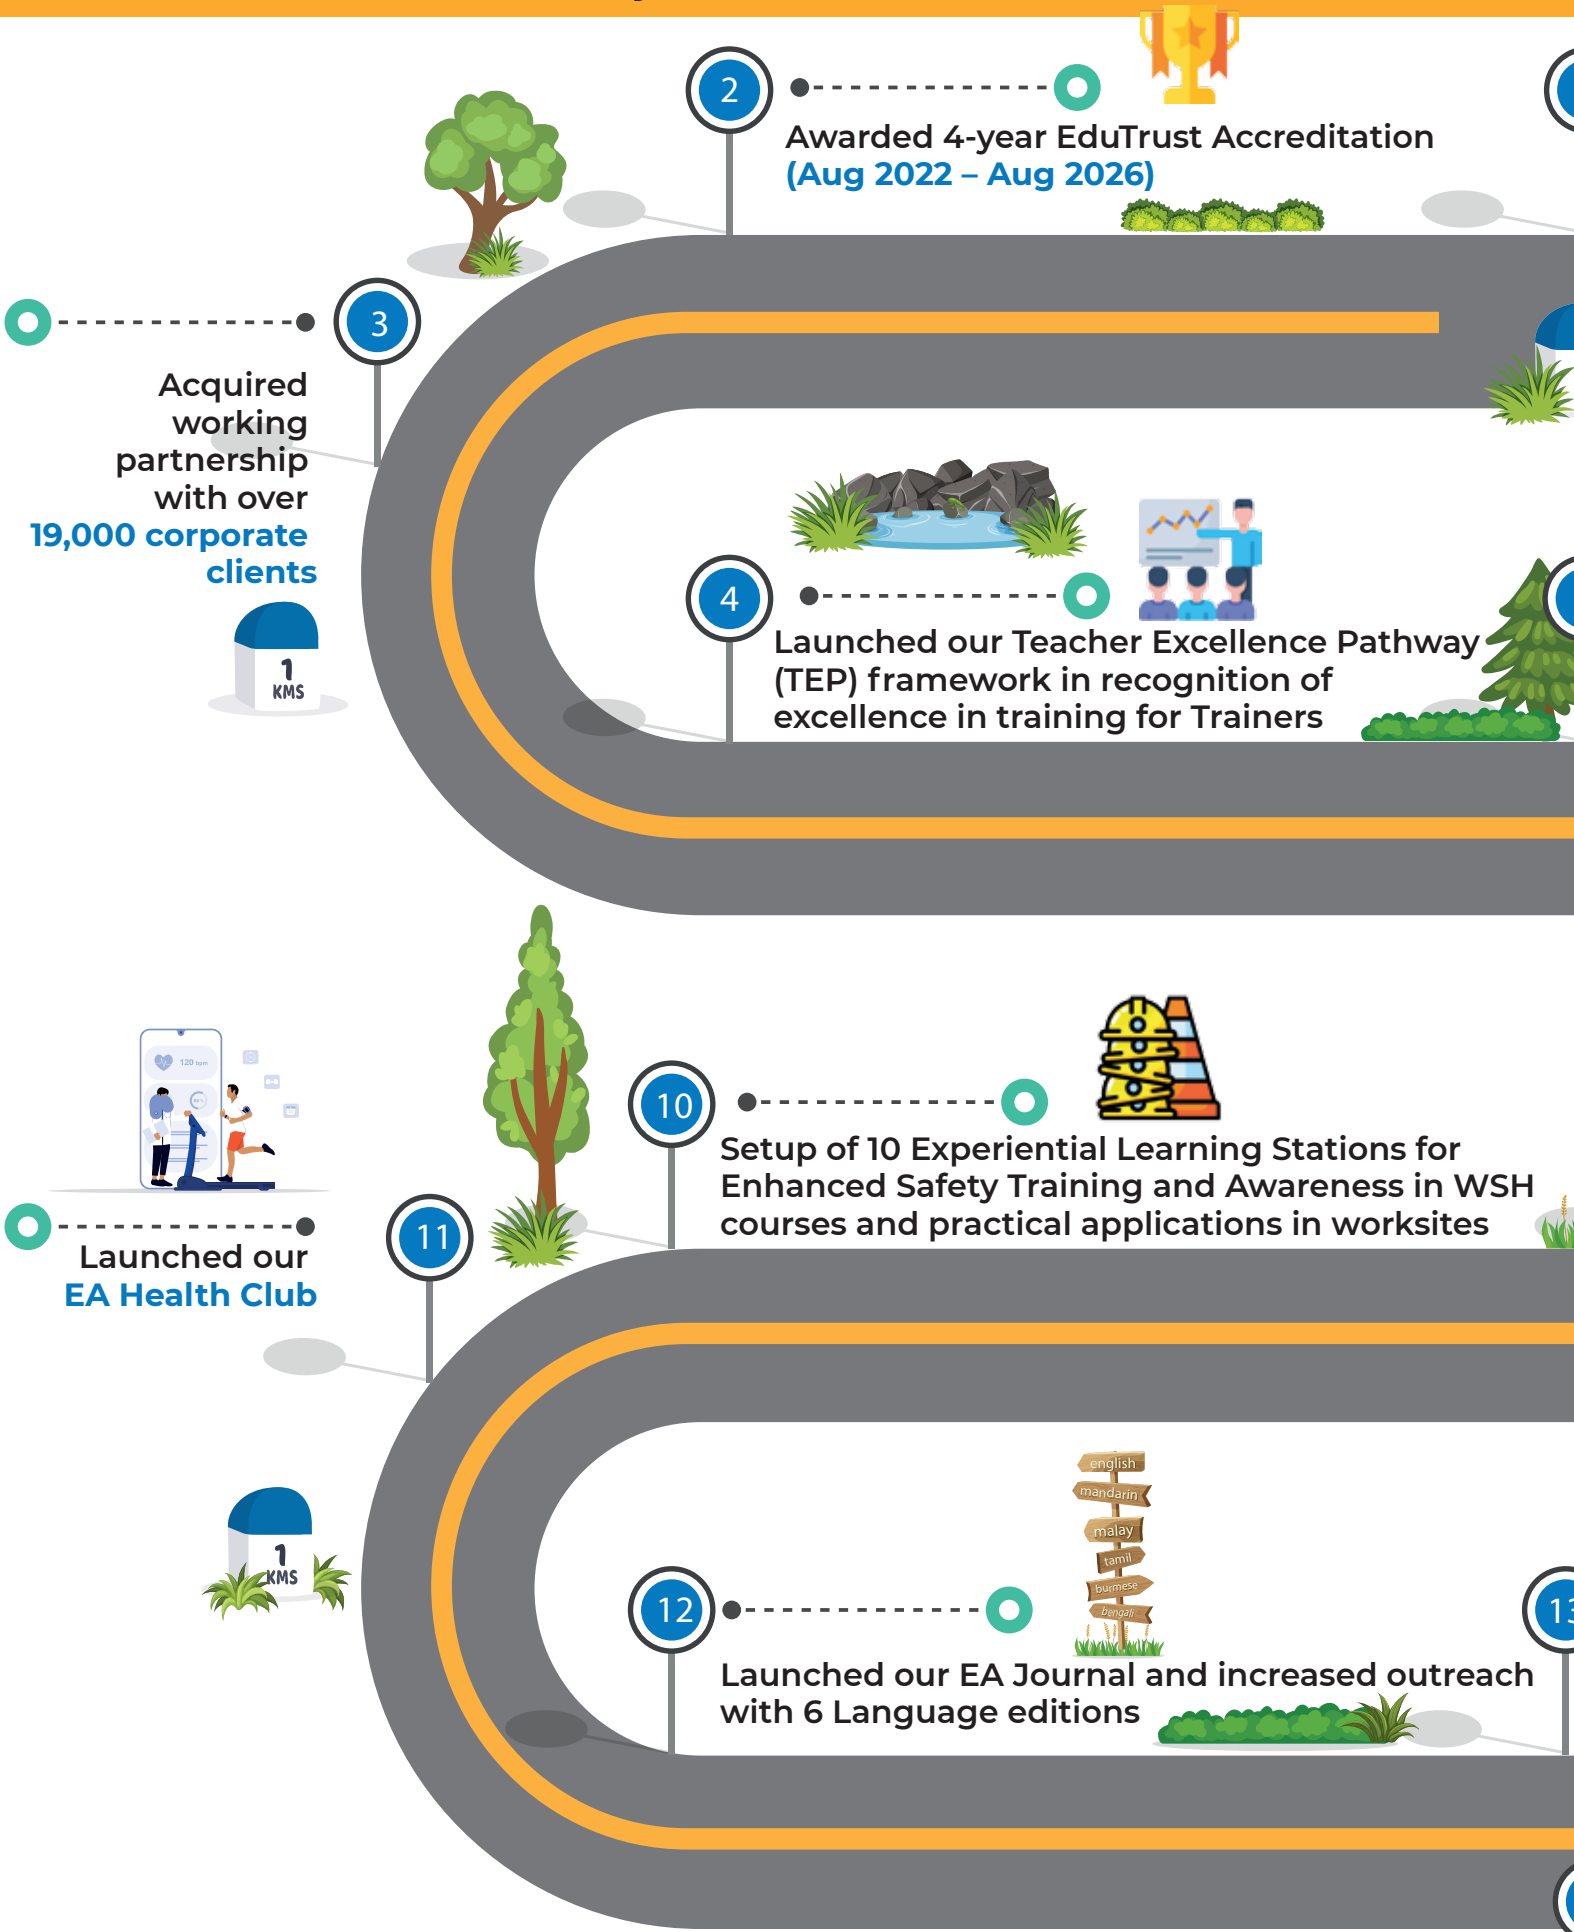 2
Awarded 4-year EduTrust Accreditation
(Aug 2022 – Aug 2026)
3
Acquired
working
partnership
with over
19,000 corporate
clients
1
KMS
4
Launched our Teacher Excellence Pathway
(TEP) framework in recognition of
excellence in training for Trainers
120 bpm
10
Setup of 10 Experiential Learning Stations for
Enhanced Safety Training and Awareness in WSH
courses and practical applications in worksites
11
Launched our
EA Health Club
1
KMS
english
mandarin
malay
tamil
burmese
bengali
12
13
Launched our EA Journal and increased outreach
with 6 Language editions